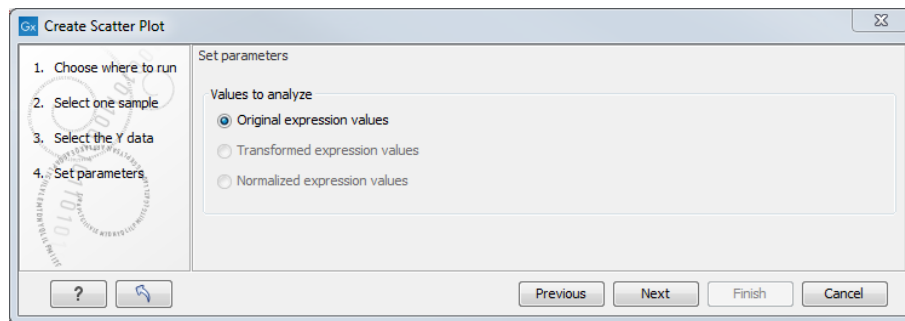 Gx Create Scatter Plot
1. Choose where to run
2. Select one sample
3. Select the Y data
4. Set parameters
Set parameters
Values to analyze
Original expression values
Transformed expression values
Normalized expression values
?
Previous
Next
Finish
Cancel